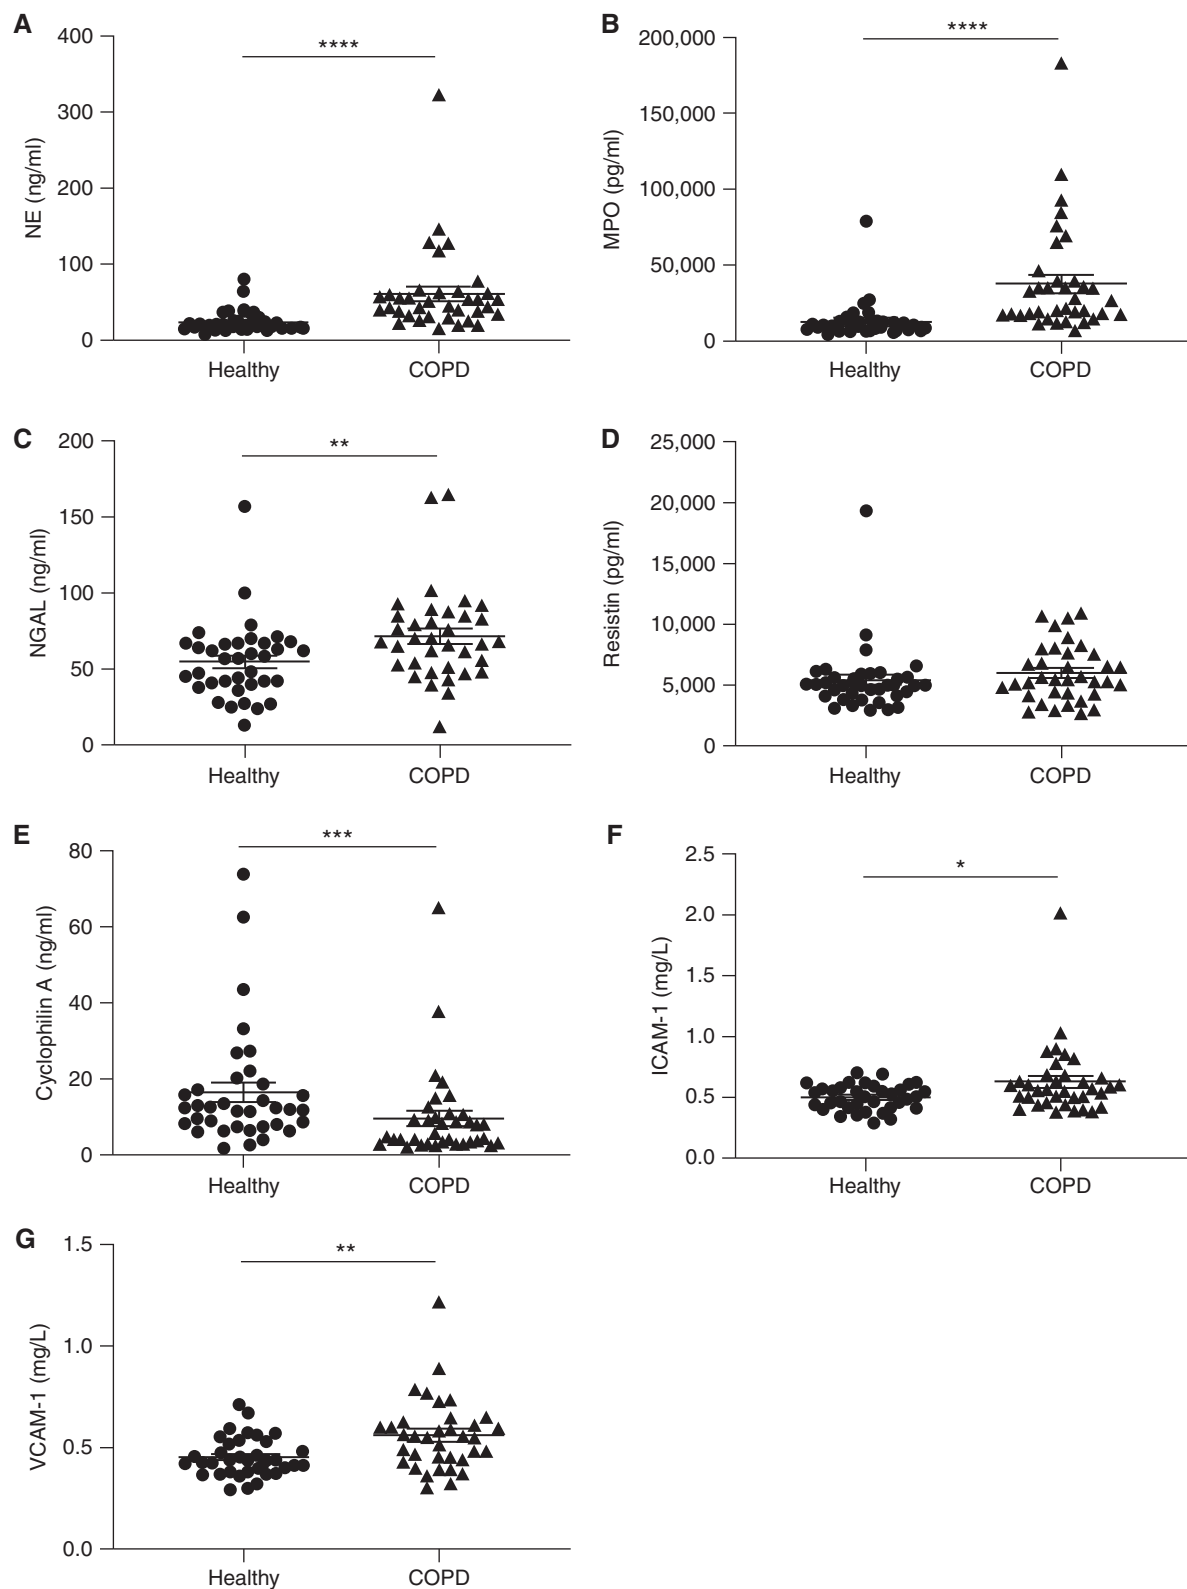 A
400
300
200
100
0
NE (ng/ml)
****
Healthy
COPD
B
200,000
150,000
100,000
50,000
0
MPO (pg/ml)
****
Healthy
COPD
C
200
150
100
50
0
NGAL (ng/ml)
**
Healthy
COPD
D
25,000
20,000
15,000
10,000
5,000
0
Resistin (pg/ml)
Healthy
COPD
E
80
60
40
20
0
Cyclophilin A (ng/ml)
***
Healthy
COPD
F
2.5
2.0
1.5
1.0
0.5
0.0
ICAM-1 (mg/L)
*
Healthy
COPD
G
1.5
1.0
0.5
0.0
VCAM-1 (mg/L)
**
Healthy
COPD